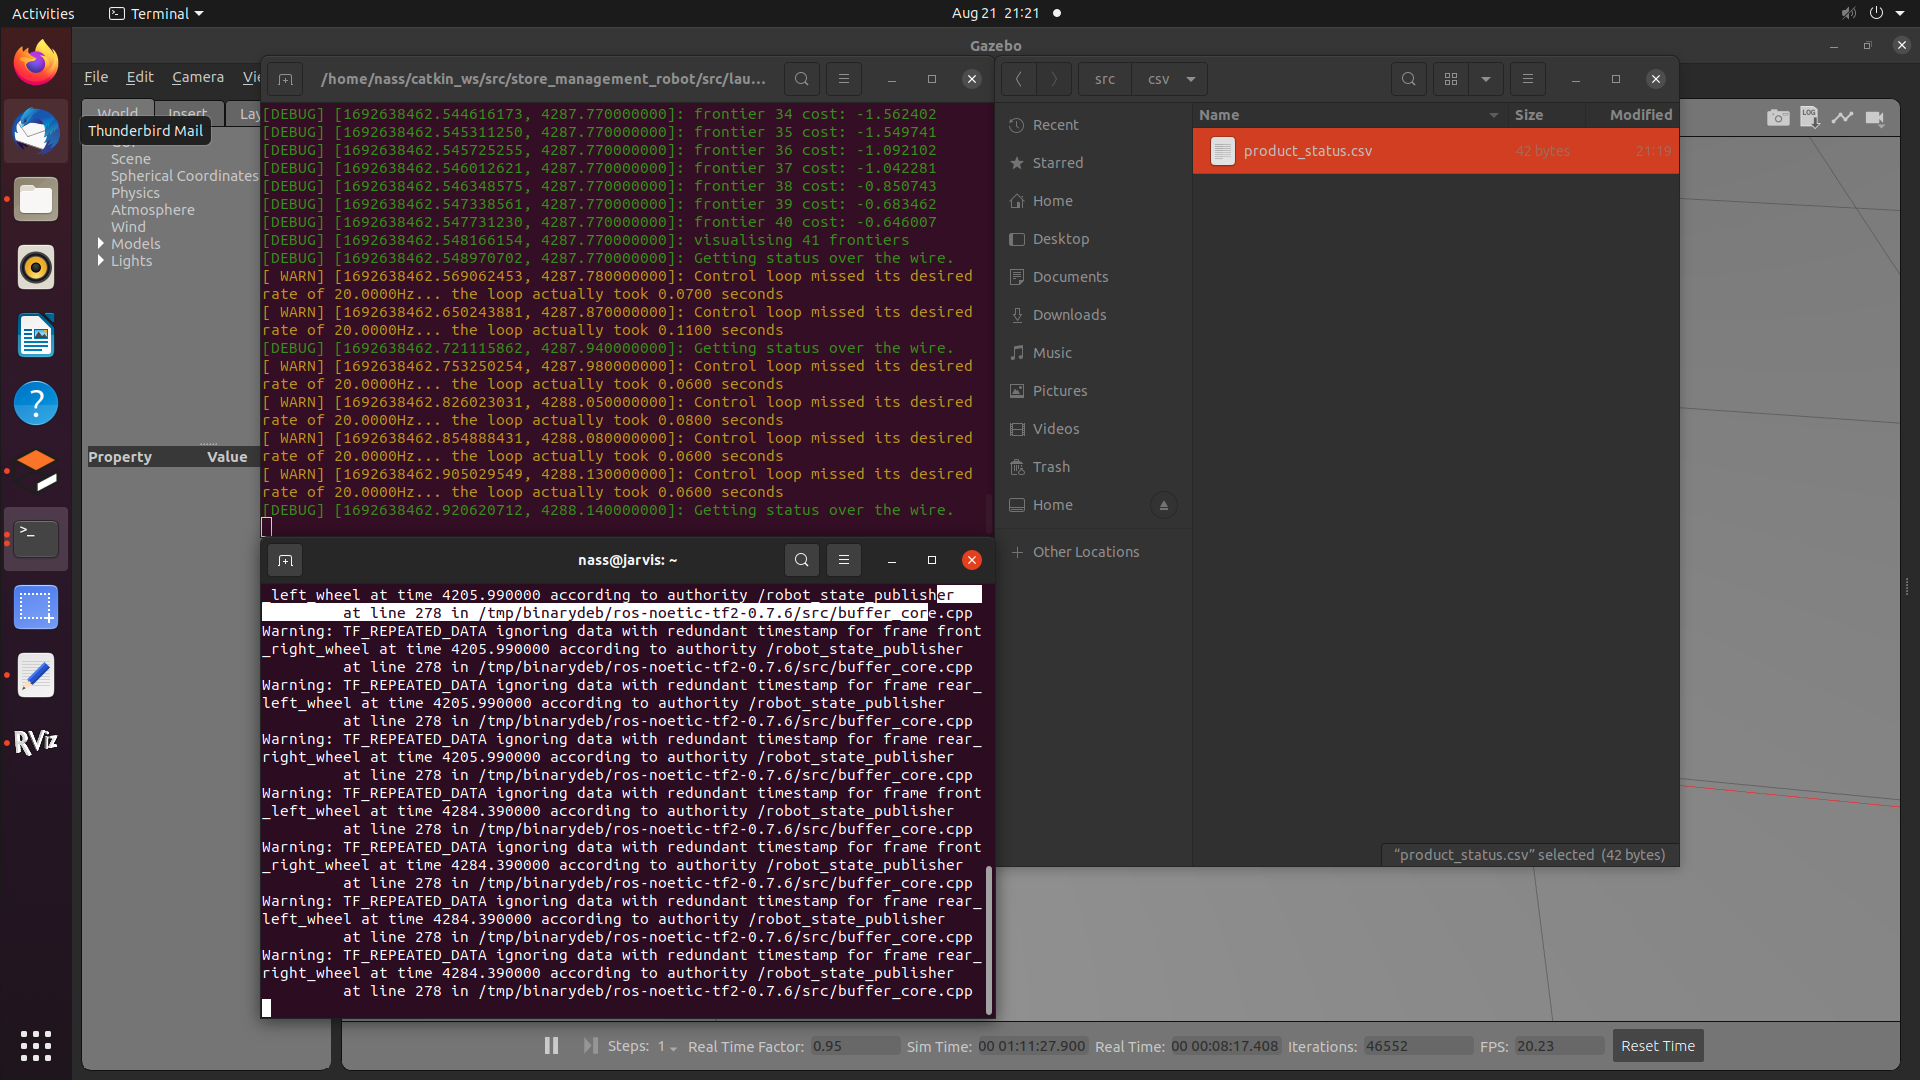 Activities
Terminal
Aug 21 21:21
Gazebo
File Edit Camera Vie
World Insert Lay
Thunderbird Mail
Scene
Spherical Coordinates
Physics
Atmosphere
Wind
Models
Lights
Property Value
/home/nass/catkin_ws/src/store_management_robot/src/lau...
[DEBUG] [1692638462.544616173, 4287.770000000]: frontier 34 cost: -1.562402
[DEBUG] [1692638462.545311250, 4287.770000000]: frontier 35 cost: -1.549741
[DEBUG] [1692638462.545725255, 4287.770000000]: frontier 36 cost: -1.092102
[DEBUG] [1692638462.546012621, 4287.770000000]: frontier 37 cost: -1.042281
[DEBUG] [1692638462.546348575, 4287.770000000]: frontier 38 cost: -0.850743
[DEBUG] [1692638462.547338561, 4287.770000000]: frontier 39 cost: -0.683462
[DEBUG] [1692638462.547731230, 4287.770000000]: frontier 40 cost: -0.646007
[DEBUG] [1692638462.548166154, 4287.770000000]: visualising 41 frontiers
[DEBUG] [1692638462.548970702, 4287.770000000]: Getting status over the wire.
[ WARN] [1692638462.569062453, 4287.780000000]: Control loop missed its desired
rate of 20.0000Hz... the loop actually took 0.0700 seconds
[ WARN] [1692638462.650243881, 4287.870000000]: Control loop missed its desired
rate of 20.0000Hz... the loop actually took 0.1100 seconds
[DEBUG] [1692638462.721115862, 4287.940000000]: Getting status over the wire.
[ WARN] [1692638462.753250254, 4287.980000000]: Control loop missed its desired
rate of 20.0000Hz... the loop actually took 0.0600 seconds
[ WARN] [1692638462.826023031, 4288.050000000]: Control loop missed its desired
rate of 20.0000Hz... the loop actually took 0.0800 seconds
[ WARN] [1692638462.854888431, 4288.080000000]: Control loop missed its desired
rate of 20.0000Hz... the loop actually took 0.0600 seconds
[ WARN] [1692638462.905029549, 4288.130000000]: Control loop missed its desired
rate of 20.0000Hz... the loop actually took 0.0600 seconds
[DEBUG] [1692638462.920620712, 4288.140000000]: Getting status over the wire.
nass@jarvis: ~
_left_wheel at time 4205.990000 according to authority /robot_state_publisher
at line 278 in /tmp/binarydeb/ros-noetic-tf2-0.7.6/src/buffer_core.cpp
Warning: TF_REPEATED_DATA ignoring data with redundant timestamp for frame front
_right_wheel at time 4205.990000 according to authority /robot_state_publisher
at line 278 in /tmp/binarydeb/ros-noetic-tf2-0.7.6/src/buffer_core.cpp
Warning: TF_REPEATED_DATA ignoring data with redundant timestamp for frame rear_
left_wheel at time 4205.990000 according to authority /robot_state_publisher
at line 278 in /tmp/binarydeb/ros-noetic-tf2-0.7.6/src/buffer_core.cpp
Warning: TF_REPEATED_DATA ignoring data with redundant timestamp for frame rear_
right_wheel at time 4205.990000 according to authority /robot_state_publisher
at line 278 in /tmp/binarydeb/ros-noetic-tf2-0.7.6/src/buffer_core.cpp
Warning: TF_REPEATED_DATA ignoring data with redundant timestamp for frame front
_left_wheel at time 4284.390000 according to authority /robot_state_publisher
at line 278 in /tmp/binarydeb/ros-noetic-tf2-0.7.6/src/buffer_core.cpp
Warning: TF_REPEATED_DATA ignoring data with redundant timestamp for frame front
_right_wheel at time 4284.390000 according to authority /robot_state_publisher
at line 278 in /tmp/binarydeb/ros-noetic-tf2-0.7.6/src/buffer_core.cpp
Warning: TF_REPEATED_DATA ignoring data with redundant timestamp for frame rear_
left_wheel at time 4284.390000 according to authority /robot_state_publisher
at line 278 in /tmp/binarydeb/ros-noetic-tf2-0.7.6/src/buffer_core.cpp
Warning: TF_REPEATED_DATA ignoring data with redundant timestamp for frame rear_
right_wheel at time 4284.390000 according to authority /robot_state_publisher
at line 278 in /tmp/binarydeb/ros-noetic-tf2-0.7.6/src/buffer_core.cpp
src csv
Recent
Starred
Home
Desktop
Documents
Downloads
Music
Pictures
Videos
Trash
Home
Other Locations
Name Size Modified
product_status.csv 42 bytes 21:19
“product_status.csv” selected (42 bytes)
LOG
RViz
Steps: 1 Real Time Factor: 0.95 Sim Time: 00 01:11:27.900 Real Time: 00 00:08:17.408 Iterations: 46552 FPS: 20.23 Reset Time